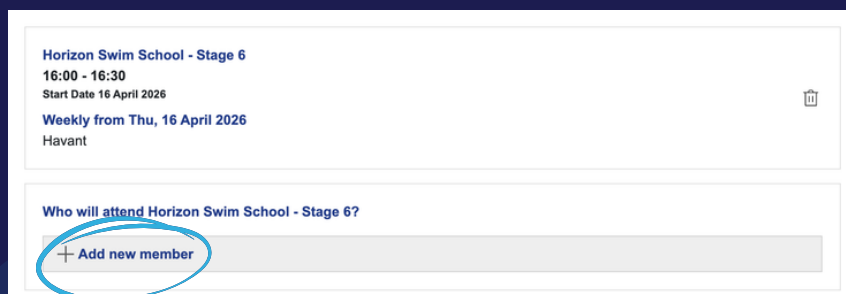 Horizon Swim School - Stage 6
16:00 - 16:30
Start Date 16 April 2026
Weekly from Thu, 16 April 2026
Havant
Who will attend Horizon Swim School - Stage 6?
+ Add new member